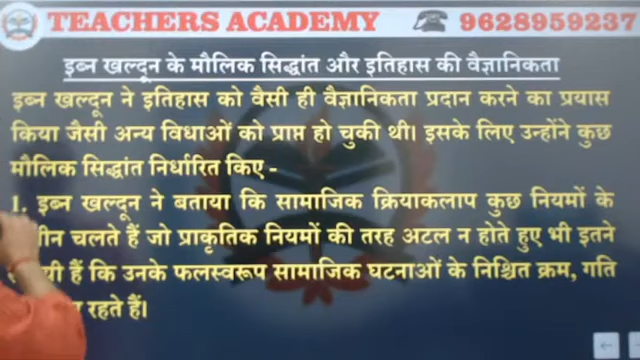 TEACHERS ACADEMY ☎ 9628959237
इब्न खल्दून के मौलिक सिद्धांत और इतिहास की वैज्ञानिकता
इब्न खल्दून ने इतिहास को वैसी ही वैज्ञानिकता प्रदान करने का प्रयास
किया जैसी अन्य विधाओं को प्राप्त हो चुकी थी। इसके लिए उन्होंने कुछ
मौलिक सिद्धांत निर्धारित किए -
1. इब्न खल्दून ने बताया कि सामाजिक क्रियाकलाप कुछ नियमों के
चलते हैं जो प्राकृतिक नियमों की तरह अटल न होते हुए भी इतने
हैं कि उनके फलस्वरूप सामाजिक घटनाओं के निश्चित क्रम, गति
रहते हैं।